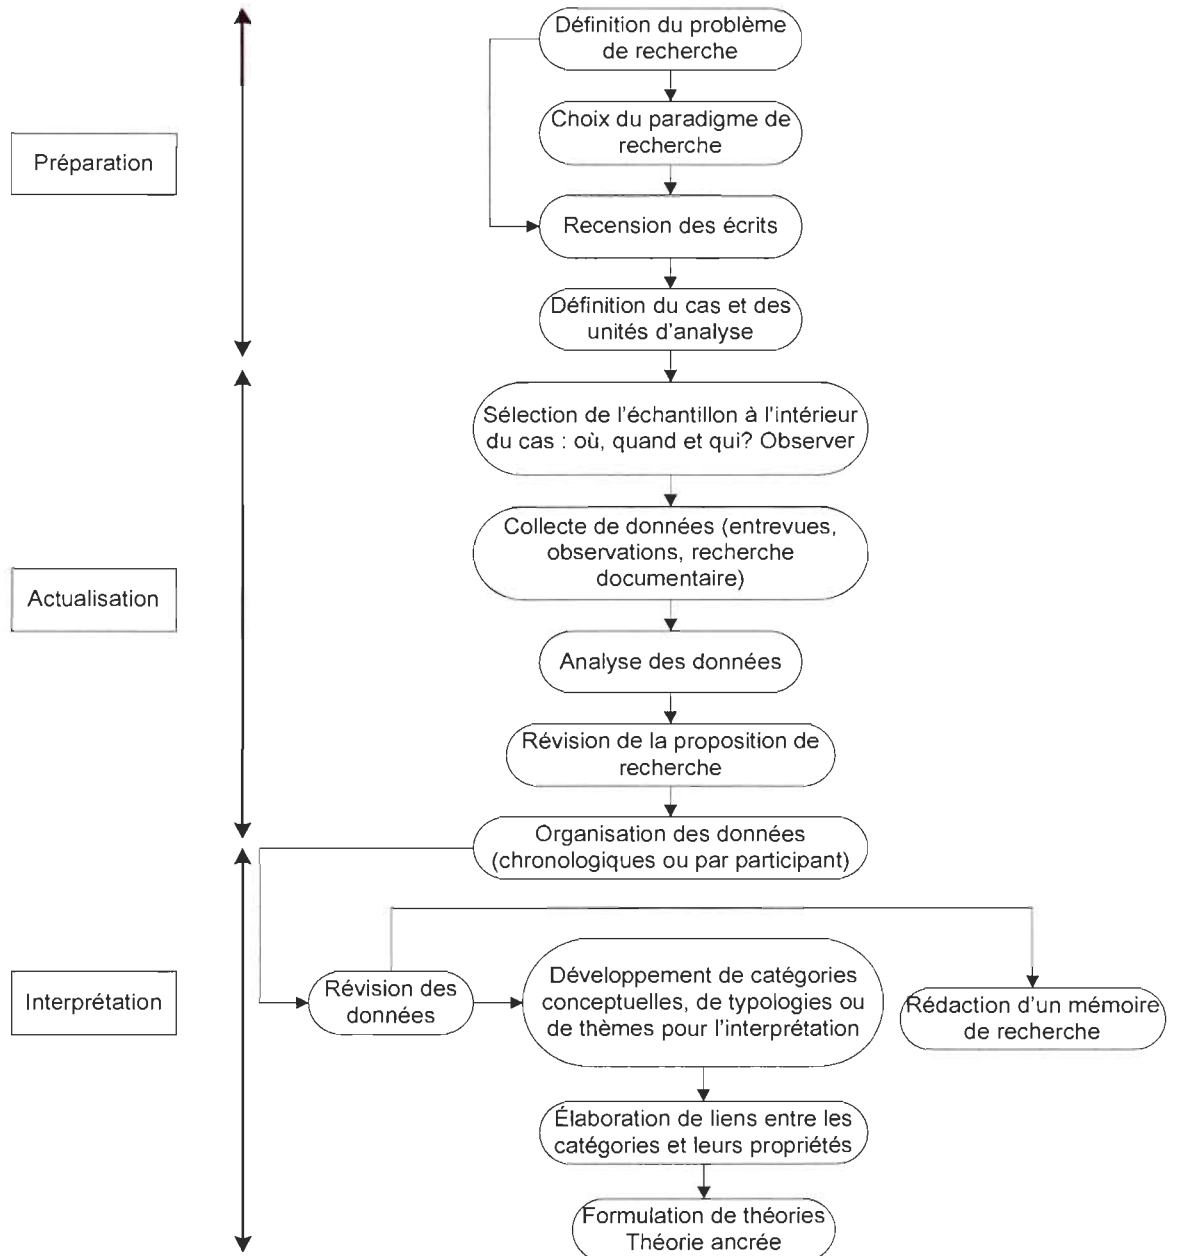 Définition du problème
de recherche
Choix du paradigme de
recherche
Préparation
Recension des écrits
Définition du cas et des
unités d'analyse
Sélection de l'échantillon à l'intérieur
du cas : où, quand et qui? Observer
Collecte de données (entrevues,
observations, recherche
documentaire)
Actualisation
Analyse des données
Révision de la proposition de
recherche
Organisation des données
(chronologiques ou par participant)
Interprétation
Révision des
données
Développement de catégories
conceptuelles, de typologies ou
de thèmes pour l'interprétation
Rédaction d'un mémoire
de recherche
Élaboration de liens entre les
catégories et leurs propriétés
Formulation de théories
Théorie ancrée